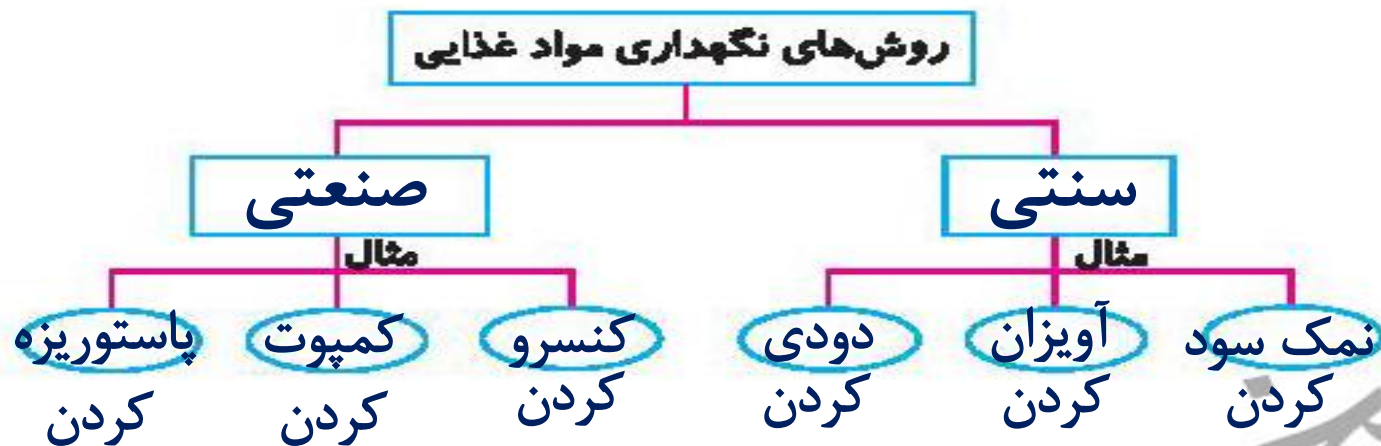 روش‌های نگهداری مواد غذایی
سنتی
صنعتی
مثال
مثال
نمک سود کردن
آویزان کردن
دودی کردن
کنسرو کردن
کمپوت کردن
پاستوریزه کردن